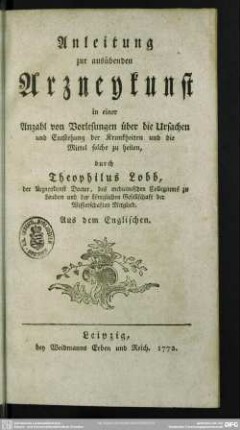 Anleitung
zur ausübenden
Arzneykunst
in einer
Anzahl von Vorlesungen über die Ursachen
und Entstehung der Krankheiten und die
Mittel solche zu heilen,
durch
Theophilus Lobb,
der Arzneykunst Doctor, des medicinischen Collegiums zu
London und der königlichen Gesellschaft der
Wissenschaften Mitglied.
Aus dem Englischen.
Leipzig,
bey Weidmanns Erben und Reich. 1772.